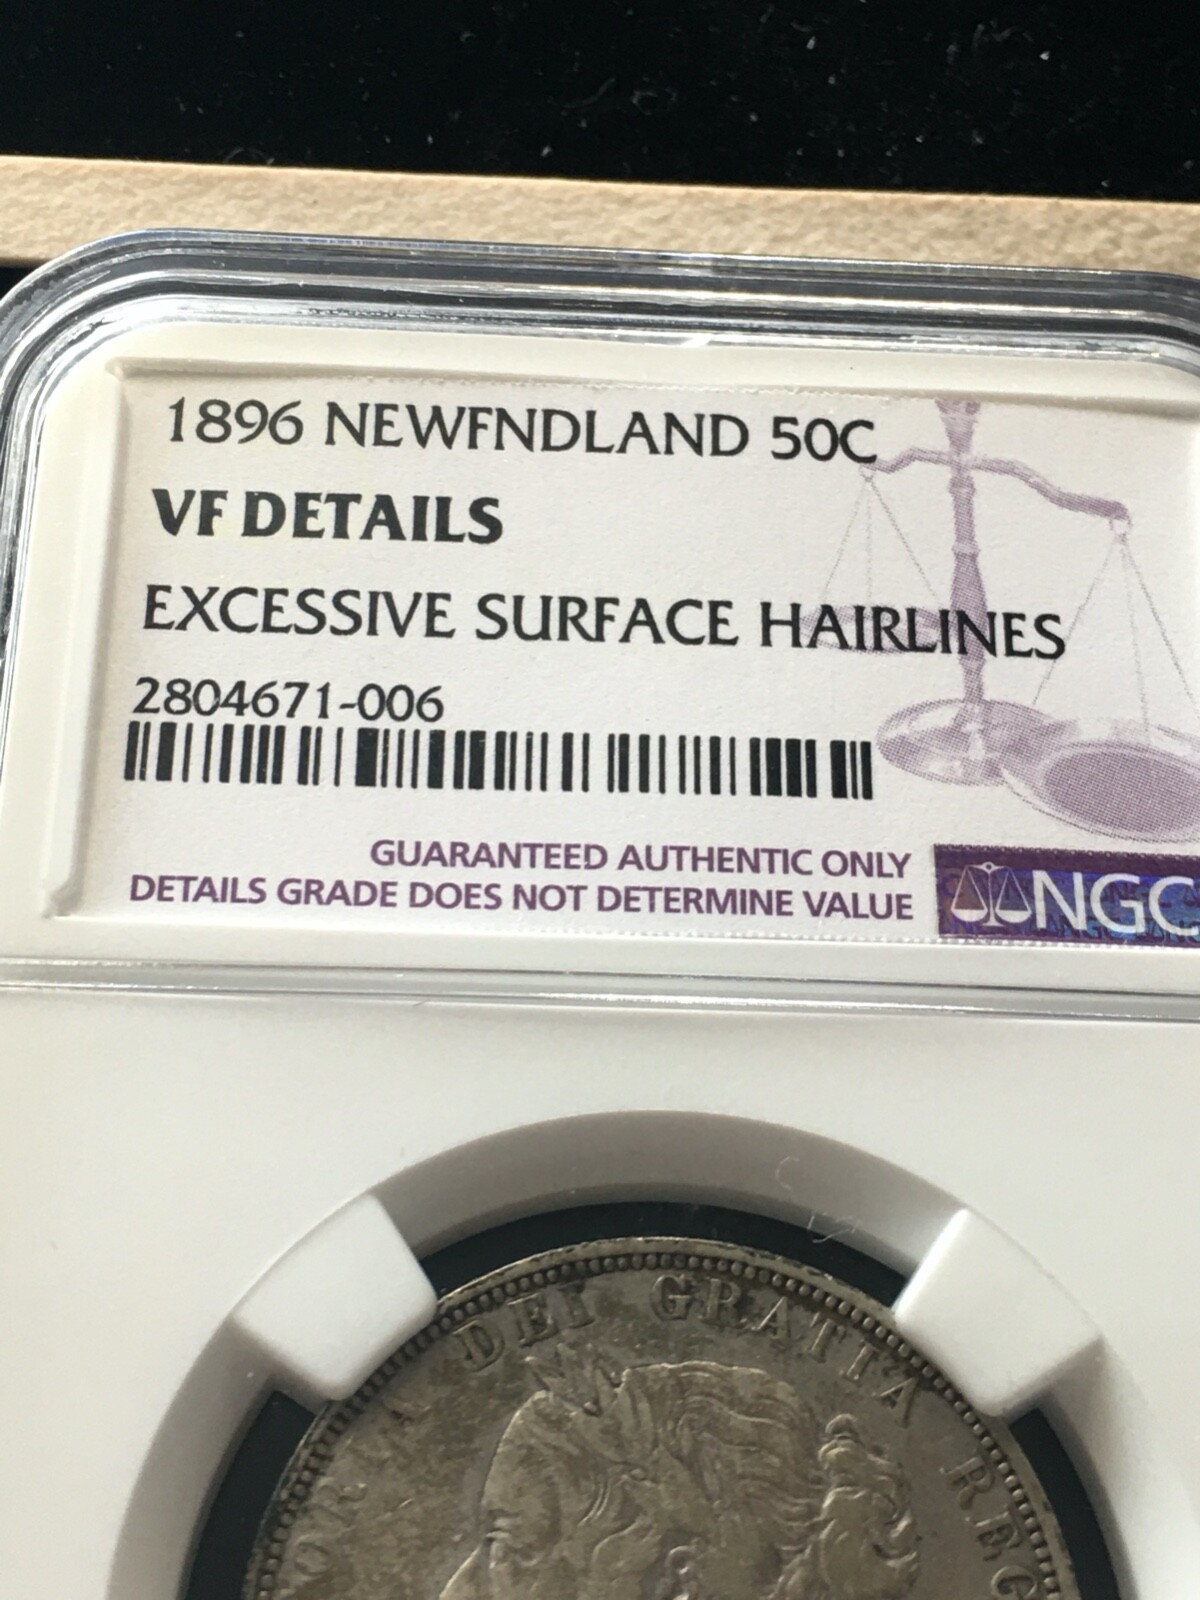 1896 NEWFNDLAND 50C
VF DETAILS
EXCESSIVE SURFACE HAIRLINES
2804671-006
GUARANTEED AUTHENTIC ONLY
DETAILS GRADE DOES NOT DETERMINE VALUE
NGC
DEI GRATIA REG